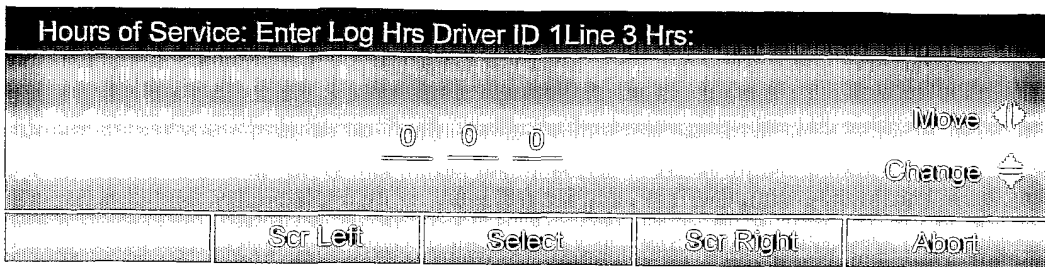 Hours of Service: Enter Log Hrs Driver ID 1Line 3 Hrs:
Move
0 0 0
Change
Scr Left Select Scr Right Abort